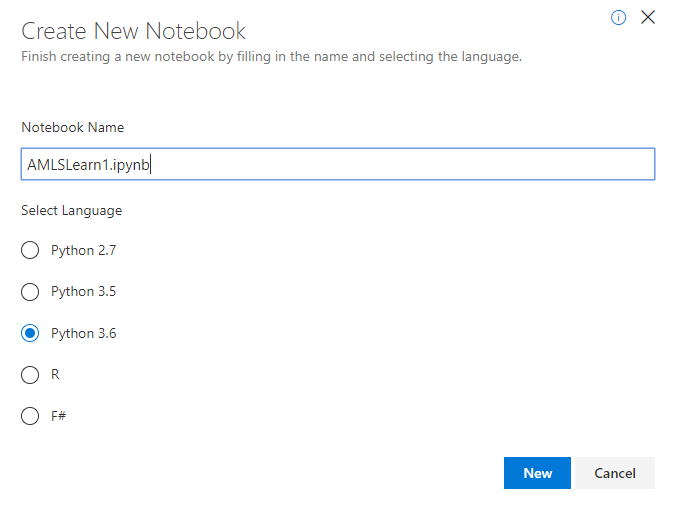 Create New Notebook
Finish creating a new notebook by filling in the name and selecting the language.
Notebook Name
AMLSLearn1.ipynb
Select Language
Python 2.7
Python 3.5
Python 3.6
R
F#
New Cancel